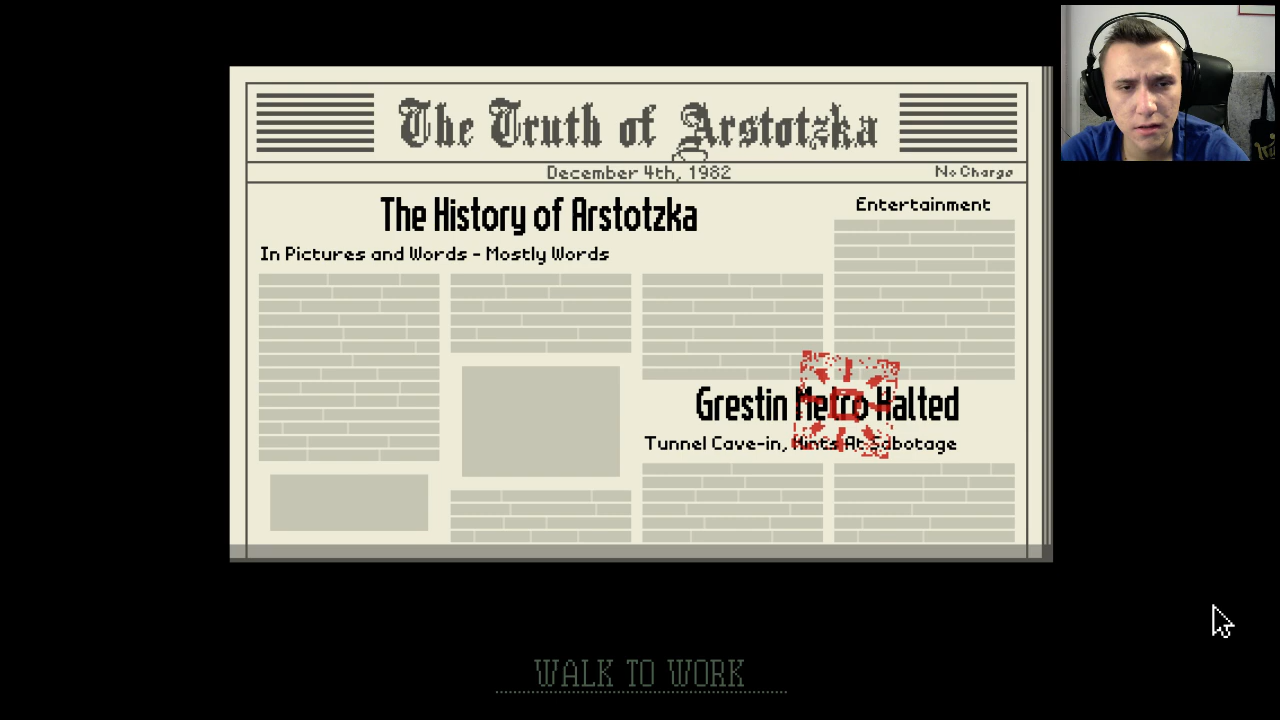 The Truth of Arstotzka
December 4th, 1982
No Charge
The History of Arstotzka
In Pictures and Words - Mostly Words
Entertainment
Grestin Metro Halted
Tunnel Cave-in, Hints At Sabotage
WALK TO WORK